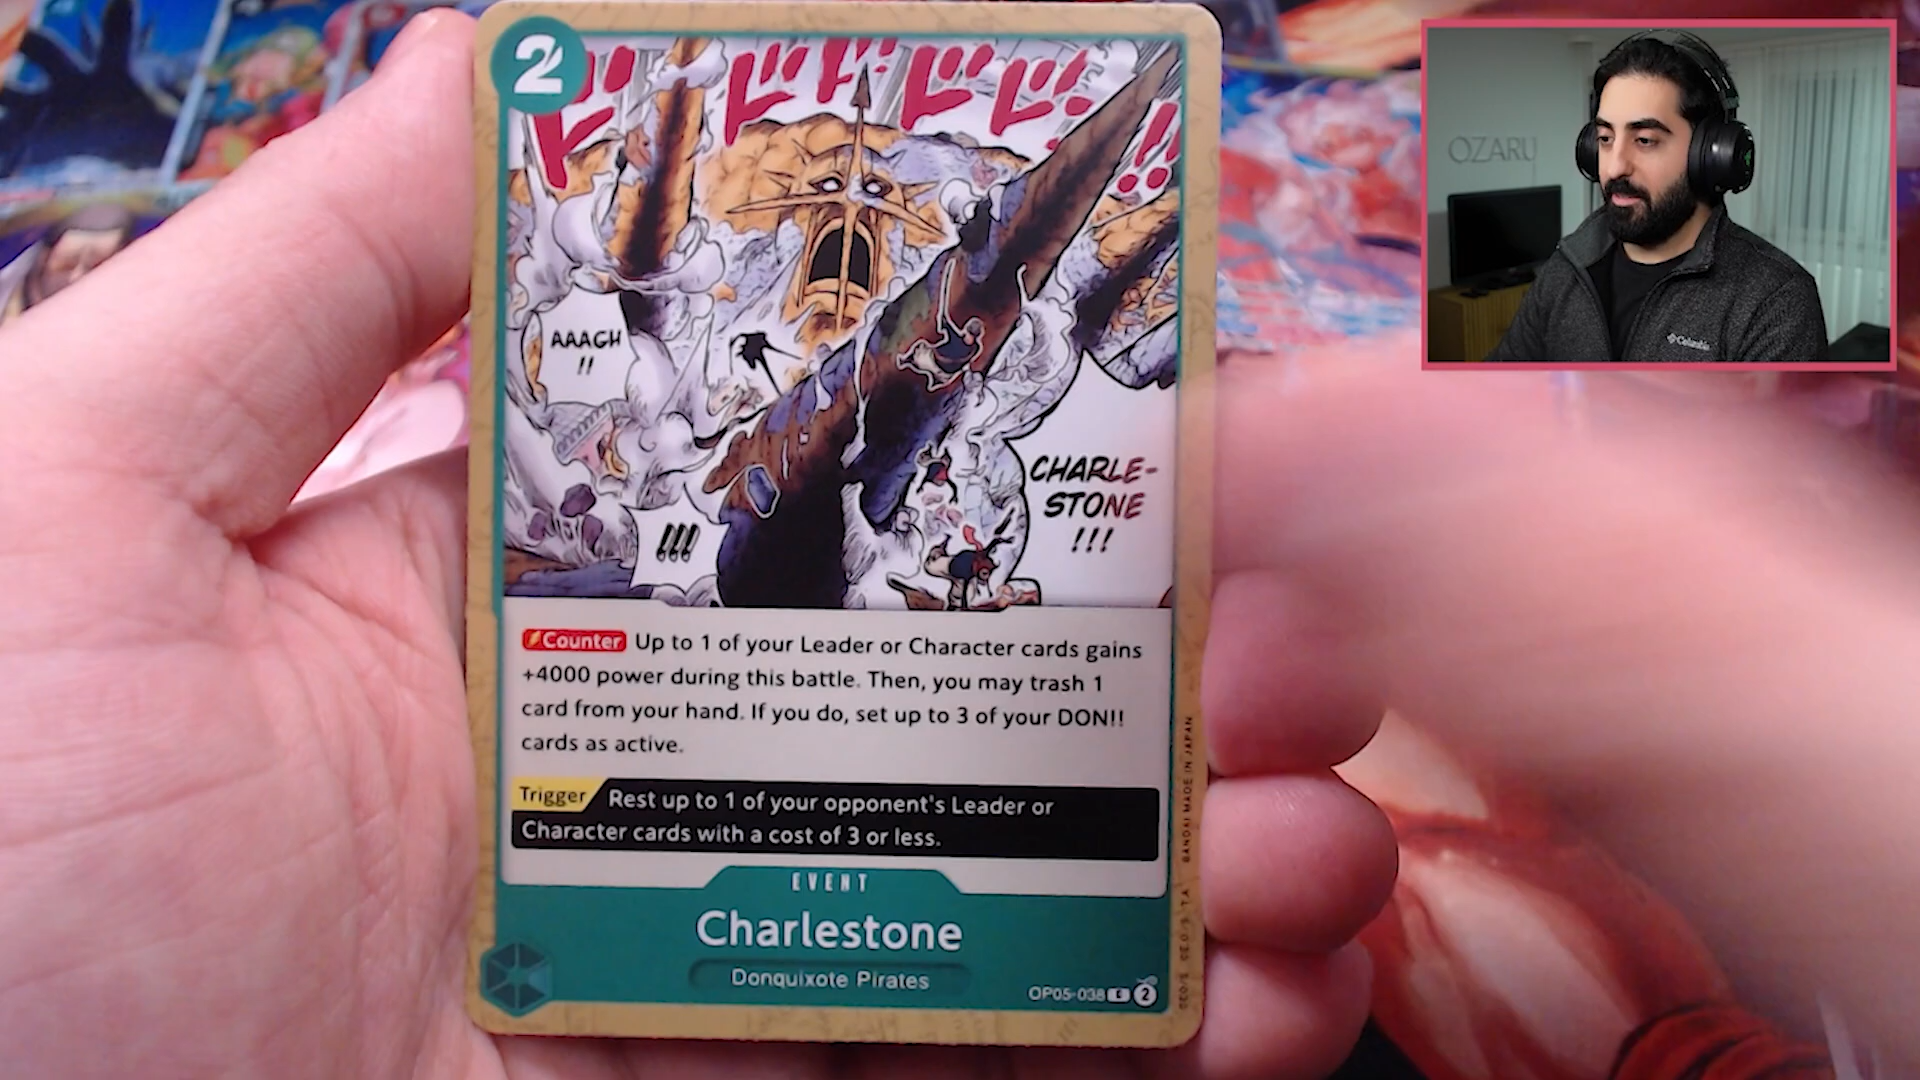 2
ドドドドド!!
AAAGH
!!
CHARLE-
STONE
!!!
!!!
Counter Up to 1 of your Leader or Character cards gains
+4000 power during this battle. Then, you may trash 1
card from your hand. If you do, set up to 3 of your DON!!
cards as active.
Trigger Rest up to 1 of your opponent's Leader or
Character cards with a cost of 3 or less.
EVENT
Charlestone
Donquixote Pirates
OP05-038 C 2
BANDAI MADE IN JAPAN
OZARU
Columbia